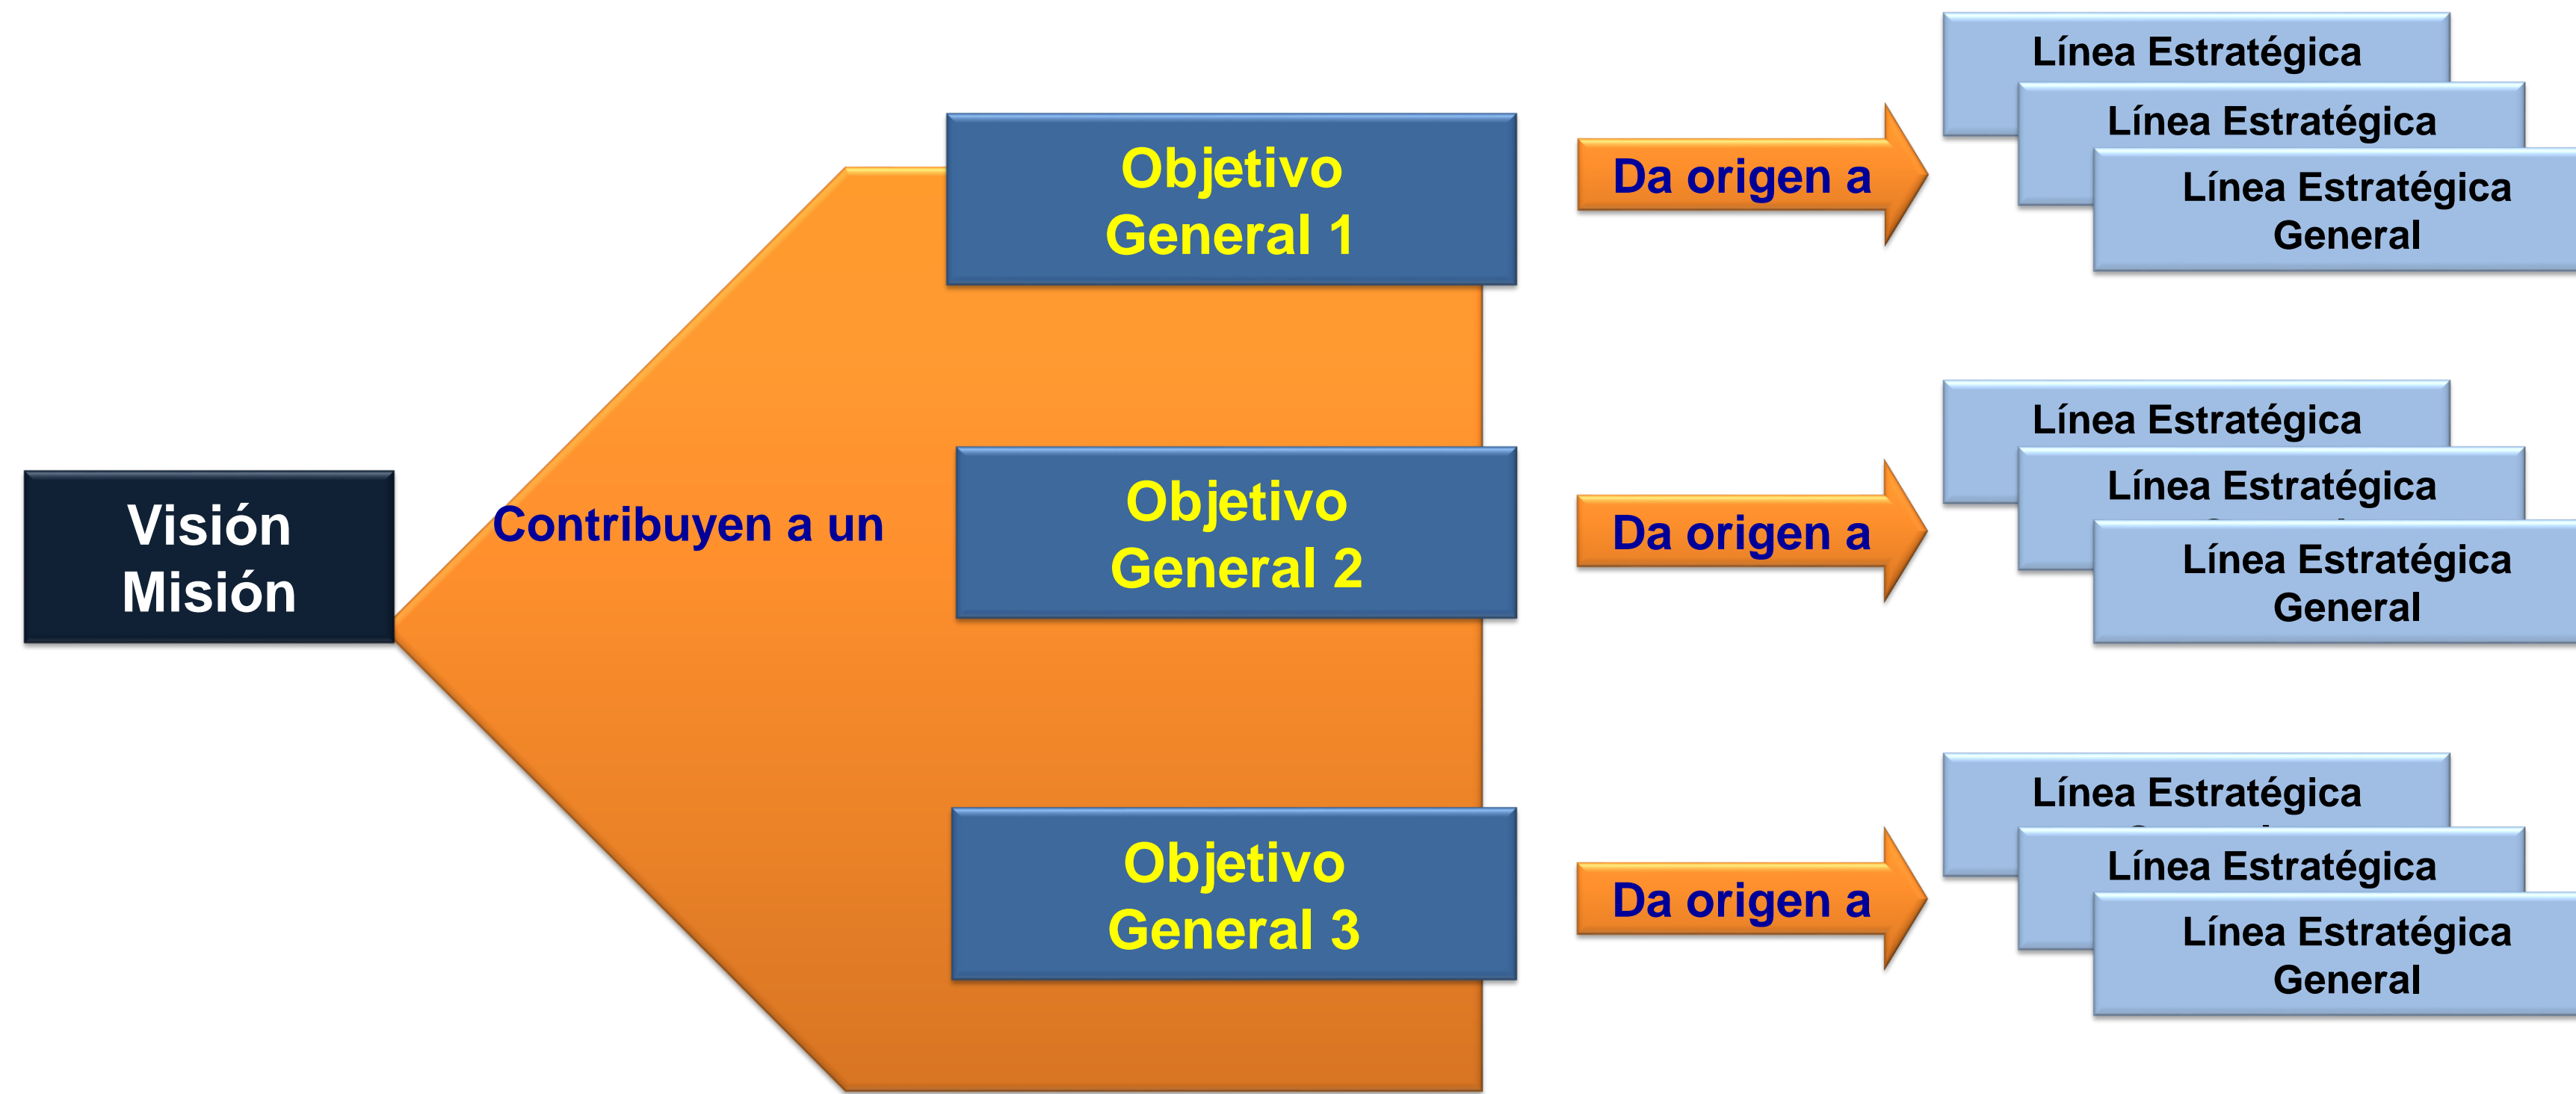 Visión
Misión
Contribuyen a un
Objetivo
General 1
Da origen a
Línea Estratégica
Línea Estratégica
Línea Estratégica
General
Objetivo
General 2
Da origen a
Línea Estratégica
Línea Estratégica
Línea Estratégica
General
Objetivo
General 3
Da origen a
Línea Estratégica
Línea Estratégica
Línea Estratégica
General